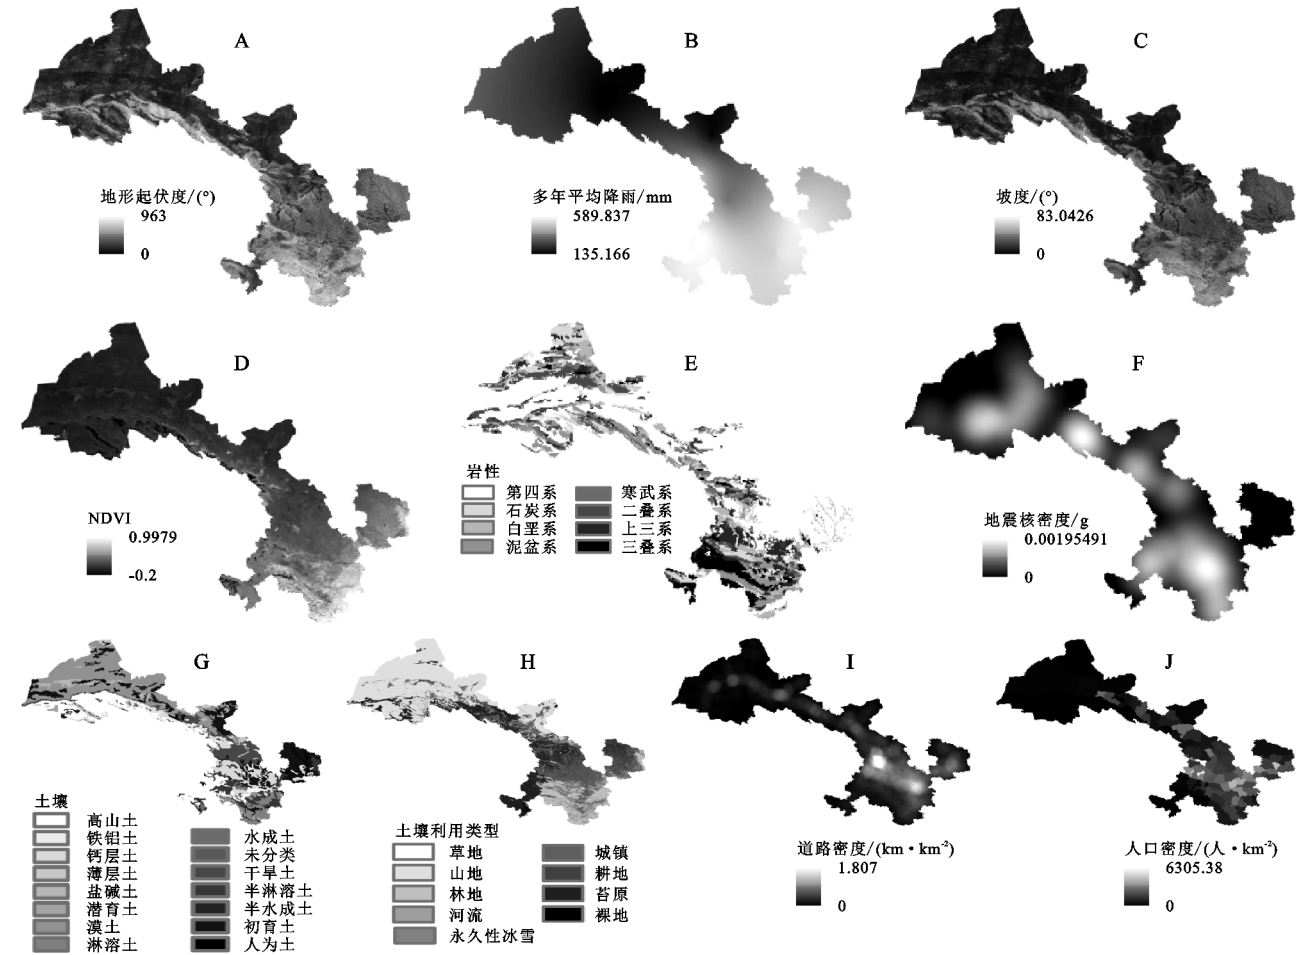 A
地形起伏度/(°)
963
0
B
多年平均降雨/mm
589.837
135.166
C
坡度/(°)
83.0426
0
D
NDVI
0.9979
-0.2
E
岩性
第四系
石炭系
白垩系
泥盆系
寒武系
二叠系
上三系
三叠系
F
地震核密度/g
0.00195491
0
G
土壤
高山土
铁铝土
钙层土
薄层土
盐碱土
潜育土
漠土
淋溶土
水成土
未分类
干旱土
半淋溶土
半水成土
初育土
人为土
H
土壤利用类型
草地
山地
林地
河流
永久性冰雪
城镇
耕地
苔原
裸地
I
道路密度/(km·km⁻²)
1.807
0
J
人口密度/(人·km⁻²)
6305.38
0